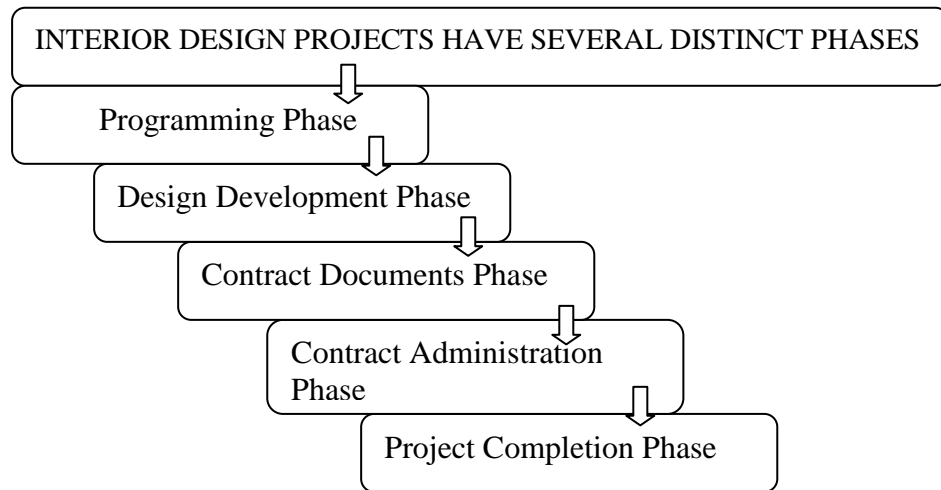 INTERIOR DESIGN PROJECTS HAVE SEVERAL DISTINCT PHASES
Programming Phase
Design Development Phase
Contract Documents Phase
Contract Administration
Phase
Project Completion Phase